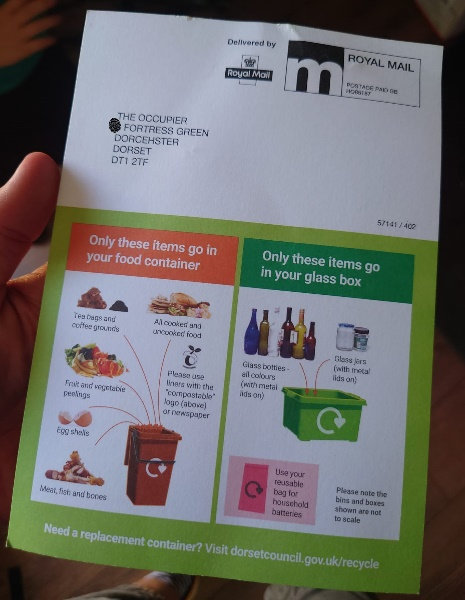 Delivered by
Royal Mail
ROYAL MAIL
POSTAGE PAID GB
THE OCCUPIER
FORTRESS GREEN
DORCEHSTER
DORSET
DT1 2TF
57141 / 402
Only these items go in
your food container
Tea bags and
coffee grounds
All cooked and
uncooked food
Fruit and vegetable
peelings
Please use
liners with the
"compostable"
logo (above)
or newspaper
Egg shells
Meat, fish and bones
Only these items go
in your glass box
Glass bottles -
all colours
(with metal
lids on)
Glass jars
(with metal
lids on)
Use your
reusable
bag for
household
batteries
Please note the
bins and boxes
shown are not
to scale
Need a replacement container? Visit dorsetcouncil.gov.uk/recycle